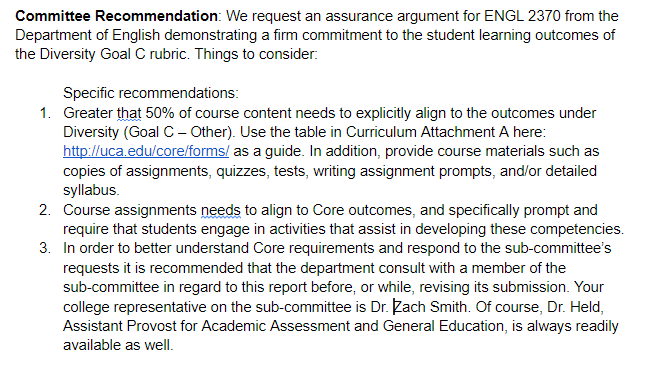 Committee Recommendation: We request an assurance argument for ENGL 2370 from the
Department of English demonstrating a firm commitment to the student learning outcomes of
the Diversity Goal C rubric. Things to consider:
Specific recommendations:
1. Greater that 50% of course content needs to explicitly align to the outcomes under
Diversity (Goal C – Other). Use the table in Curriculum Attachment A here:
http://uca.edu/core/forms/ as a guide. In addition, provide course materials such as
copies of assignments, quizzes, tests, writing assignment prompts, and/or detailed
syllabus.
2. Course assignments needs to align to Core outcomes, and specifically prompt and
require that students engage in activities that assist in developing these competencies.
3. In order to better understand Core requirements and respond to the sub-committee's
requests it is recommended that the department consult with a member of the
sub-committee in regard to this report before, or while, revising its submission. Your
college representative on the sub-committee is Dr. Zach Smith. Of course, Dr. Held,
Assistant Provost for Academic Assessment and General Education, is always readily
available as well.